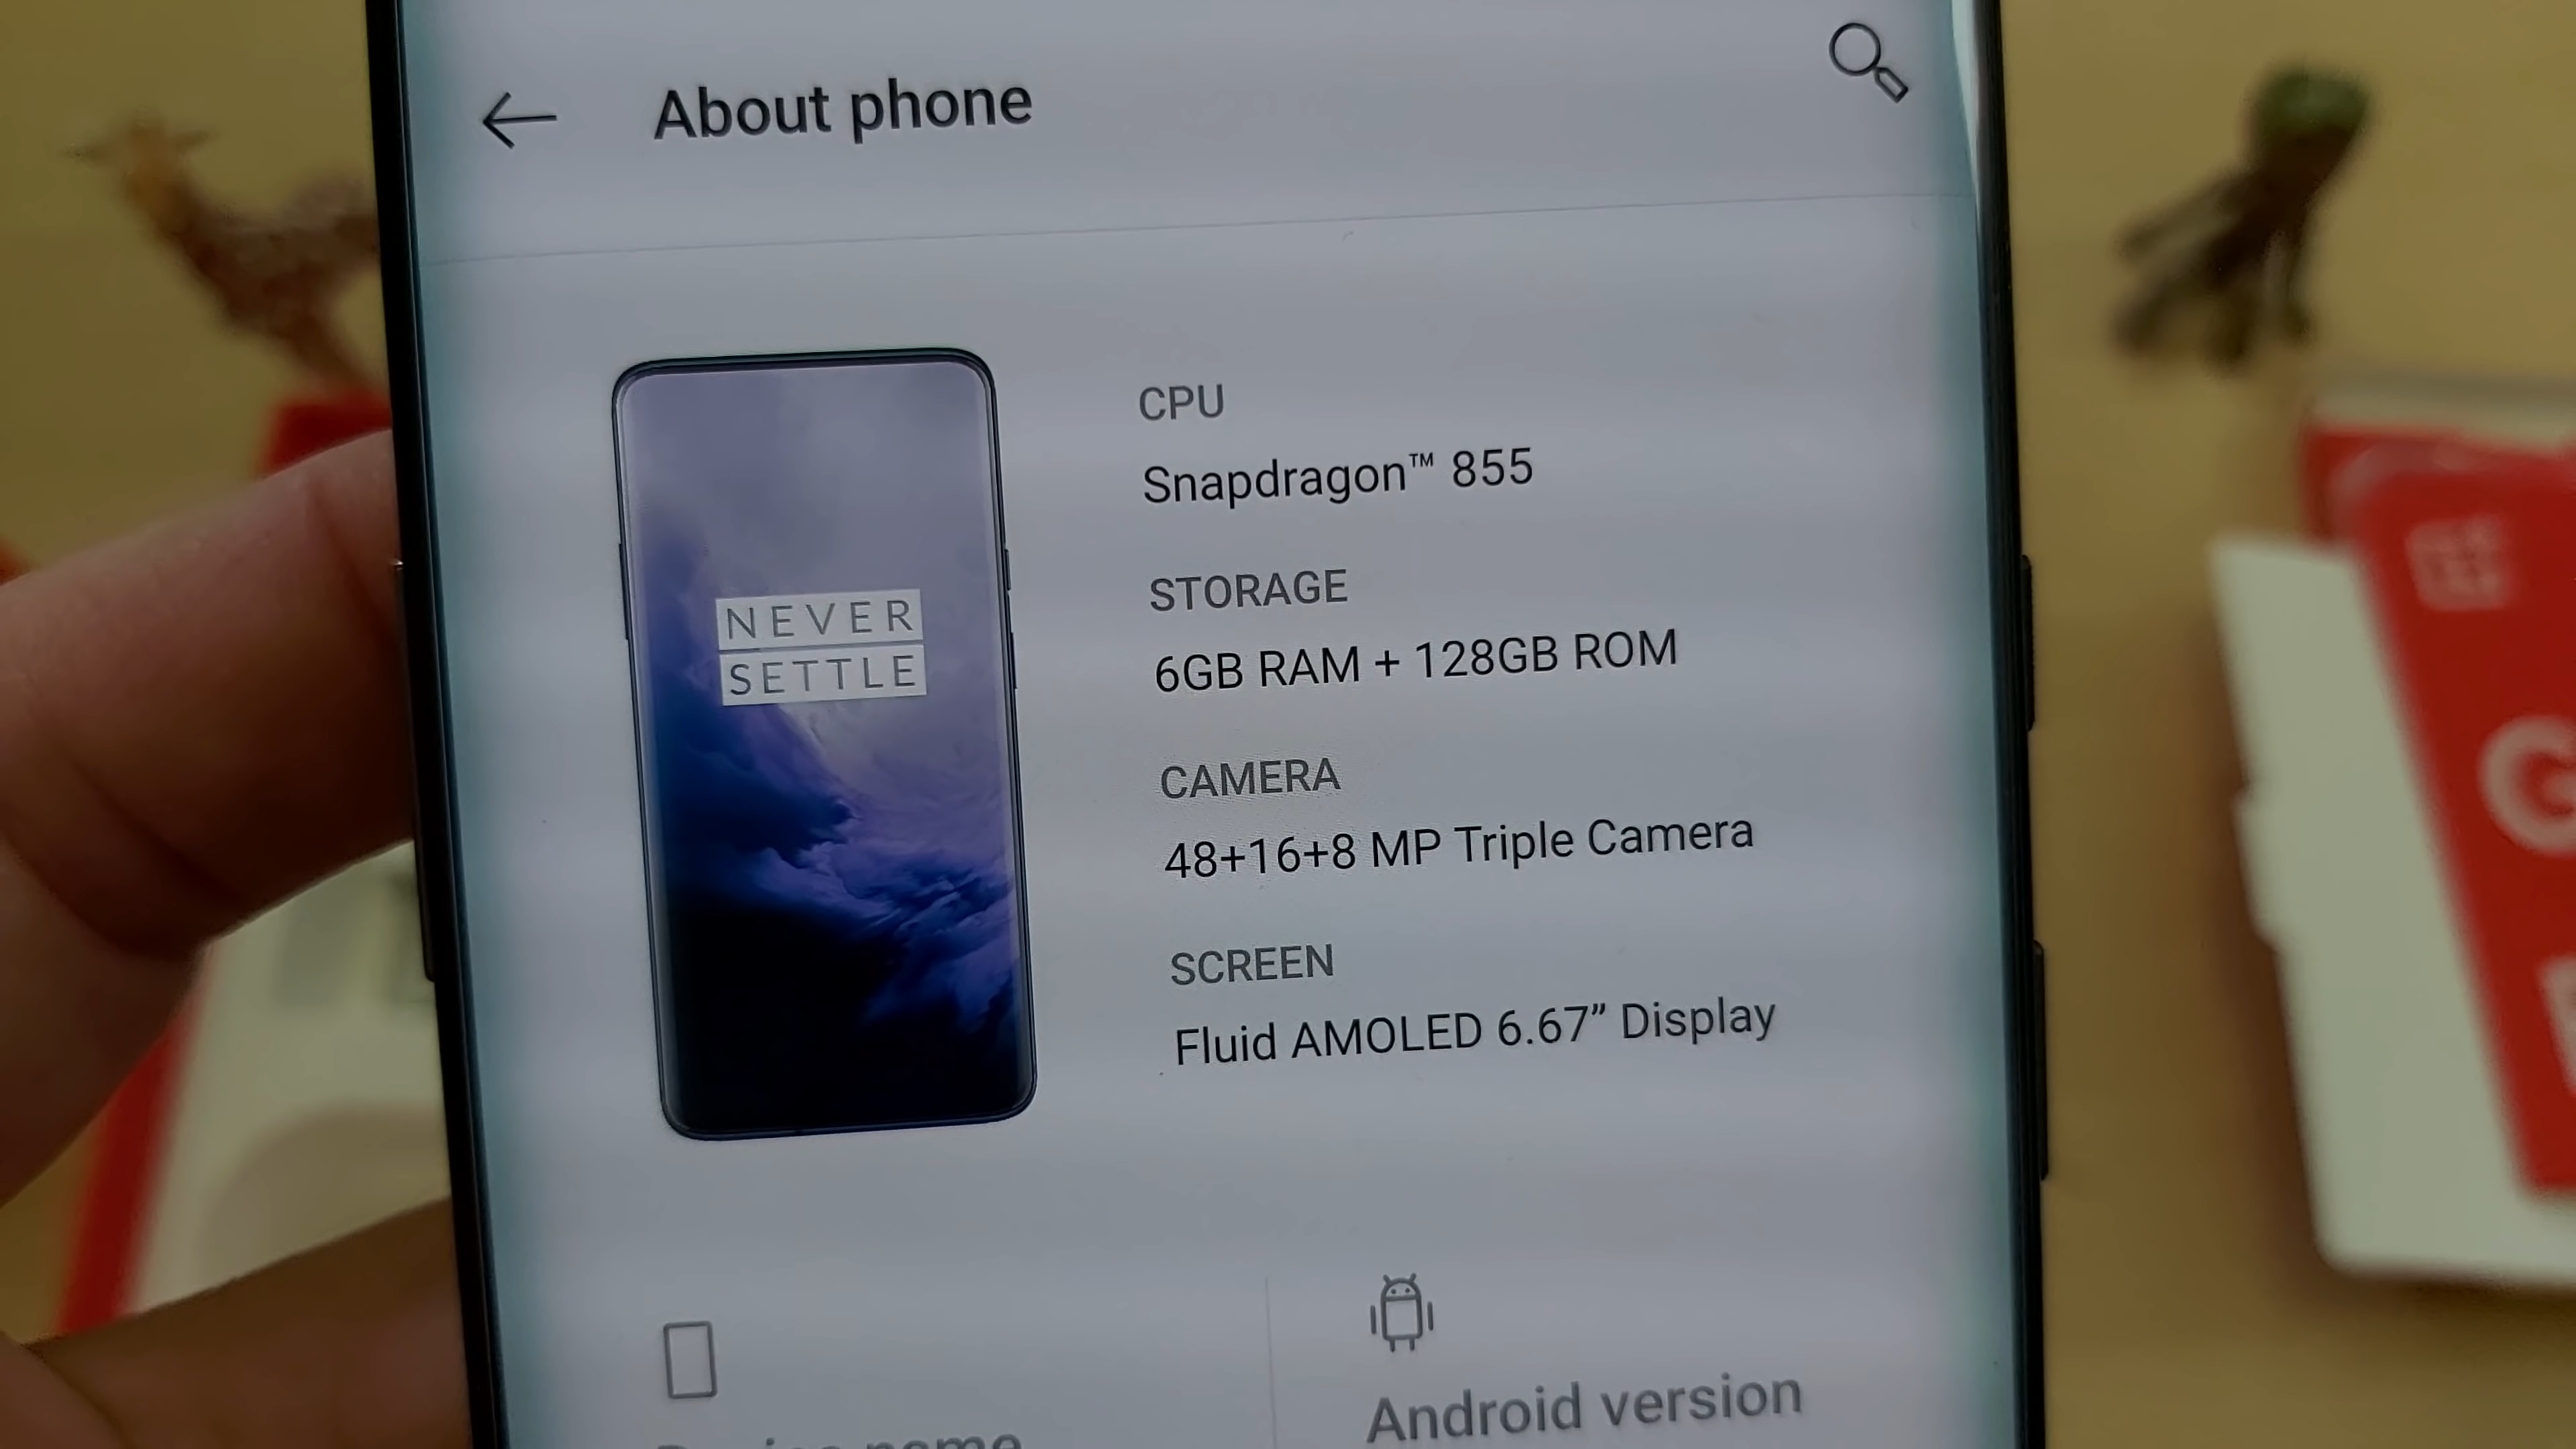 About phone
NEVER
SETTLE
CPU
Snapdragon™ 855
STORAGE
6GB RAM + 128GB ROM
CAMERA
48+16+8 MP Triple Camera
SCREEN
Fluid AMOLED 6.67” Display
Android version
G